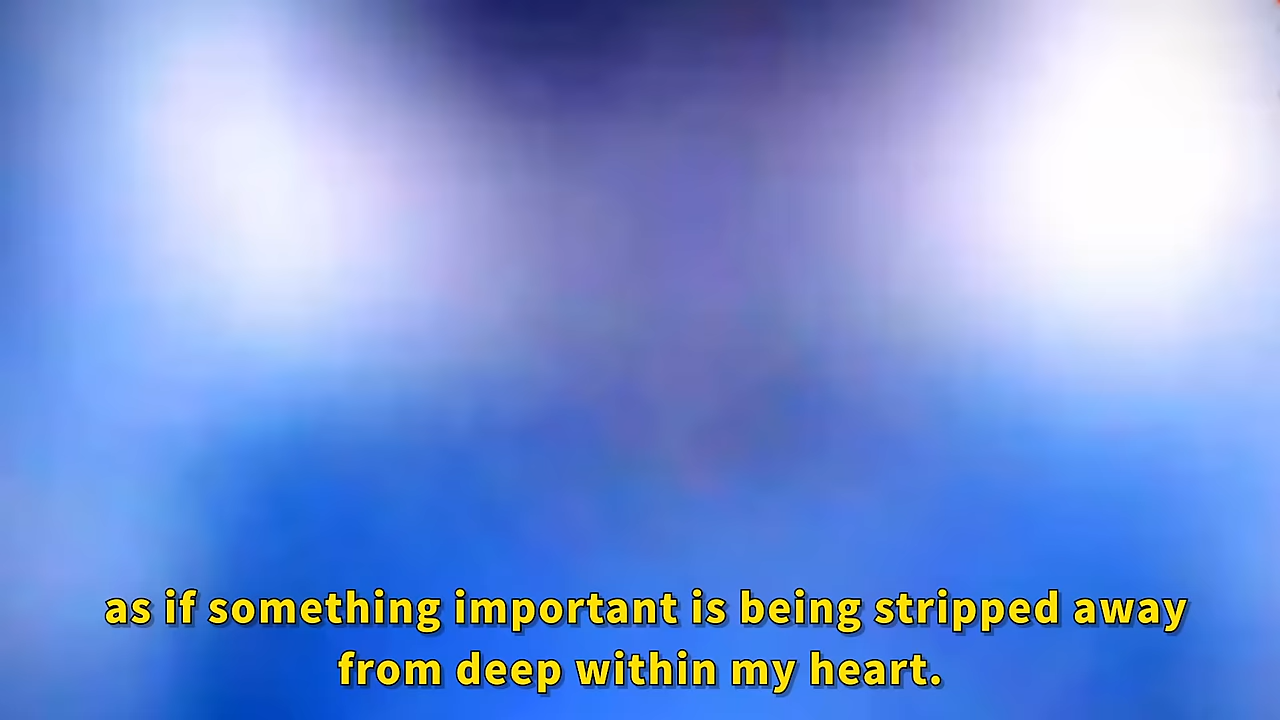 as if something important is being stripped away
from deep within my heart.